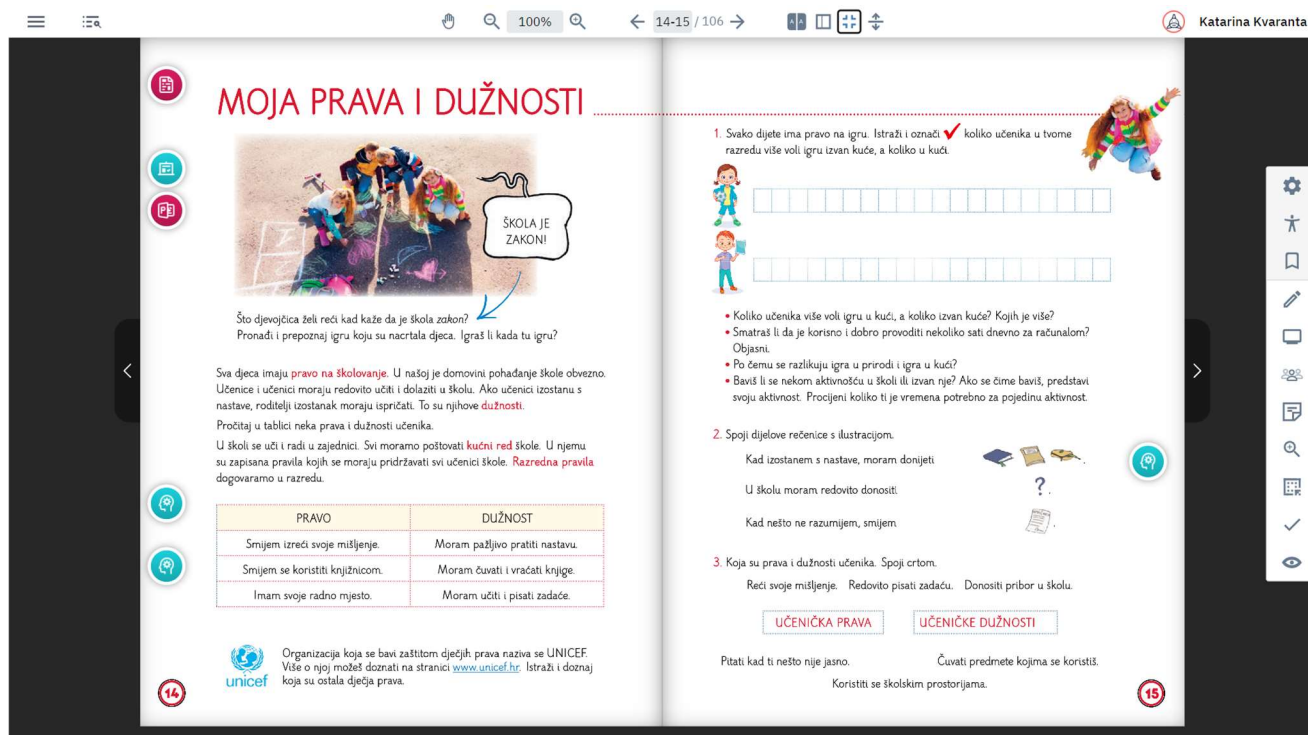 100%
14-15 / 106
Katarina Kvaranta
MOJA PRAVA I DUŽNOSTI
ŠKOLA JE
ZAKON!
Što djevojčica želi reći kad kaže da je škola zakon?
Pronađi i prepoznaj igru koju su nacrtala djeca. Igraš li kada tu igru?
Sva djeca imaju pravo na školovanje. U našoj je domovini pohađanje škole obvezno.
Učenice i učenici moraju redovito učiti i dolaziti u školu. Ako učenici izostanu s
nastave, roditelji izostanak moraju ispričati. To su njihove dužnosti.
Pročitaj u tablici neka prava i dužnosti učenika.
U školi se uči i radi u zajednici. Svi moramo poštovati kućni red škole. U njemu
su zapisana pravila kojih se moraju pridržavati svi učenici škole. Razredna pravila
dogovaramo u razredu.
PRAVO DUŽNOST
Smijem izreći svoje mišljenje. Moram pažljivo pratiti nastavu.
Smijem se koristiti knjižnicom. Moram čuvati i vraćati knjige.
Imam svoje radno mjesto. Moram učiti i pisati zadaće.
unicef
Organizacija koja se bavi zaštitom dječjih prava naziva se UNICEF.
Više o njoj možeš doznati na stranici www.unicef.hr. Istraži i doznaj
koja su ostala dječja prava.
14
1. Svako dijete ima pravo na igru. Istraži i označi koliko učenika u tvome
razredu više voli igru izvan kuće, a koliko u kući.
• Koliko učenika više voli igru u kući, a koliko izvan kuće? Kojih je više?
• Smatraš li da je korisno i dobro provoditi nekoliko sati dnevno za računalom?
Objasni.
• Po čemu se razlikuju igra u prirodi i igra u kući?
• Baviš li se nekom aktivnošću u školi ili izvan nje? Ako se čime baviš, predstavi
svoju aktivnost. Procijeni koliko ti je vremena potrebno za pojedinu aktivnost.
2. Spoji dijelove rečenice s ilustracijom.
Kad izostanem s nastave, moram donijeti .
U školu moram redovito donositi ? .
Kad nešto ne razumijem, smijem .
3. Koja su prava i dužnosti učenika. Spoji crtom.
Reći svoje mišljenje. Redovito pisati zadaću. Donositi pribor u školu.
UČENIČKA PRAVA UČENIČKE DUŽNOSTI
Pitati kad ti nešto nije jasno. Čuvati predmete kojima se koristiš.
Koristiti se školskim prostorijama.
15